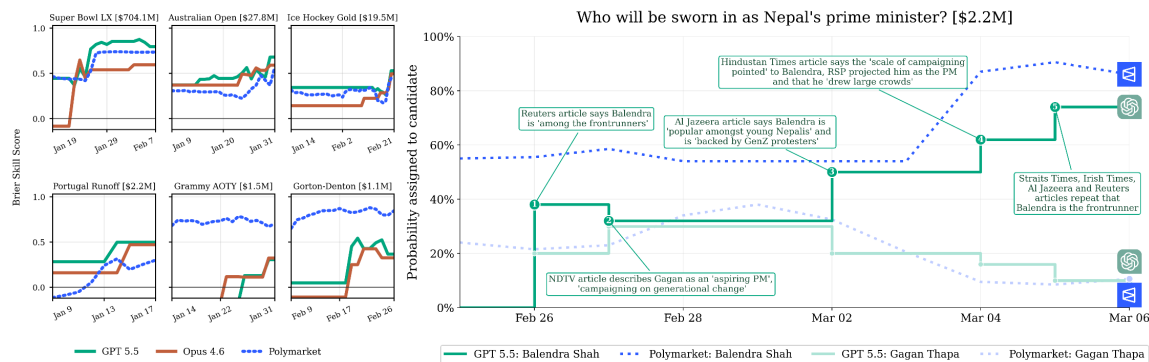 Super Bowl LX [$704.1M]
Australian Open [$27.8M]
Ice Hockey Gold [$19.5M]
1.0
0.5
0.0
Jan 19
Jan 29
Feb 7
Jan 10
Jan 20
Jan 31
Jan 14
Feb 2
Feb 21
Brier Skill Score
Portugal Runoff [$2.2M]
Grammy AOTY [$1.5M]
Gorton-Denton [$1.1M]
1.0
0.5
0.0
Jan 9
Jan 13
Jan 17
Jan 14
Jan 22
Jan 31
Feb 9
Feb 17
Feb 26
GPT 5.5
Opus 4.6
Polymarket
Who will be sworn in as Nepal's prime minister? [$2.2M]
Probability assigned to candidate
100%
80%
60%
40%
20%
0%
Hindustan Times article says the 'scale of campaigning
pointed' to Balendra, RSP projected him as the PM
and that he 'drew large crowds'
Reuters article says Balendra
is 'among the frontrunners'
Al Jazeera article says Balendra is
'popular amongst young Nepalis' and
is 'backed by GenZ protesters'
Straits Times, Irish Times,
Al Jazeera and Reuters
articles repeat that
Balendra is the frontrunner
NDTV article describes Gagan as an 'aspiring PM',
'campaigning on generational change'
1
2
3
4
5
Feb 26
Feb 28
Mar 02
Mar 04
Mar 06
GPT 5.5: Balendra Shah
Polymarket: Balendra Shah
GPT 5.5: Gagan Thapa
Polymarket: Gagan Thapa